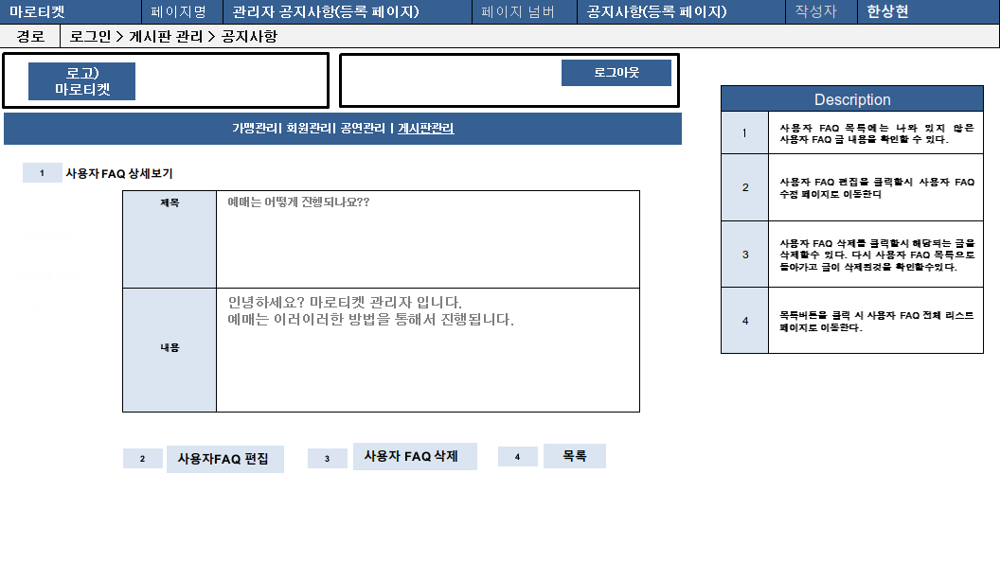 마로티켓 페이지명 관리자 공지사항(등록 페이지) 페이지 넘버 공지사항(등록 페이지) 작성자 한상현
경로 로그인 > 게시판 관리 > 공지사항
로고)
마로티켓
로그아웃
가맹관리| 회원관리| 공연관리 | 게시판관리
1 사용자 FAQ 상세보기
제목 예매는 어떻게 진행되나요??
내용
인녕하세요? 마로티켓 관리자 입니다.
예매는 이러이러한 방법을 통해서 진행됩니다.
2 사용자FAQ 편집
3 사용자 FAQ 삭제
4 목록
Description
1
사용자 FAQ 목록에는 나와 있지 않은
사용자 FAQ 글 내용을 확인할 수 있다.
2
사용자 FAQ 편집을 클릭할시 사용자 FAQ
수정 페이지로 이동한다
3
사용자 FAQ 삭제를 클릭할시 해당되는 글을
삭제할수 있다. 다시 사용자 FAQ 목록으로
돌아가고 글이 삭제된것을 확인할수있다.
4
목록버튼을 클릭 시 사용자 FAQ 전체 리스트
페이지로 이동한다.